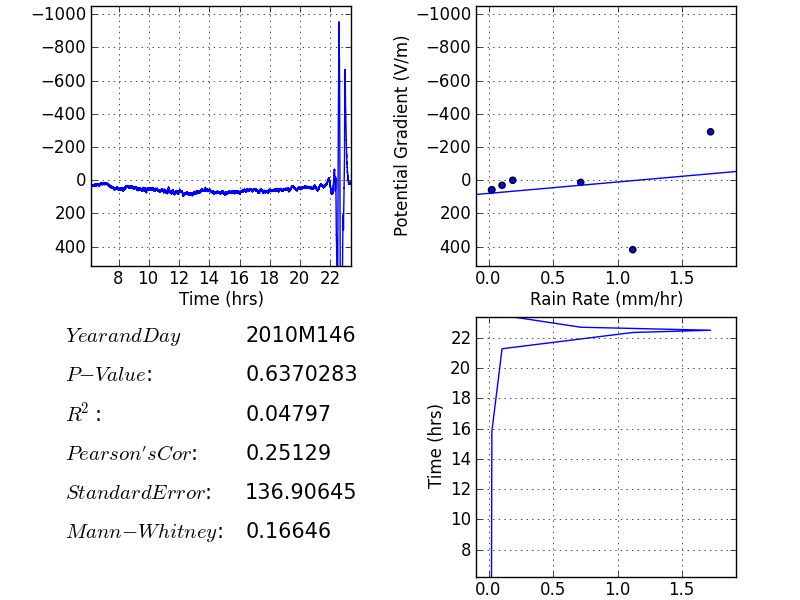 −1000
−800
−600
−400
−200
0
200
400
8 10 12 14 16 18 20 22
Time (hrs)
Potential Gradient (V/m)
−1000
−800
−600
−400
−200
0
200
400
0.0 0.5 1.0 1.5
Rain Rate (mm/hr)
YearandDay 2010M146
P−Value: 0.6370283
R²: 0.04797
Pearson'sCor: 0.25129
StandardError: 136.90645
Mann−Whitney: 0.16646
Time (hrs)
22
20
18
16
14
12
10
8
0.0 0.5 1.0 1.5